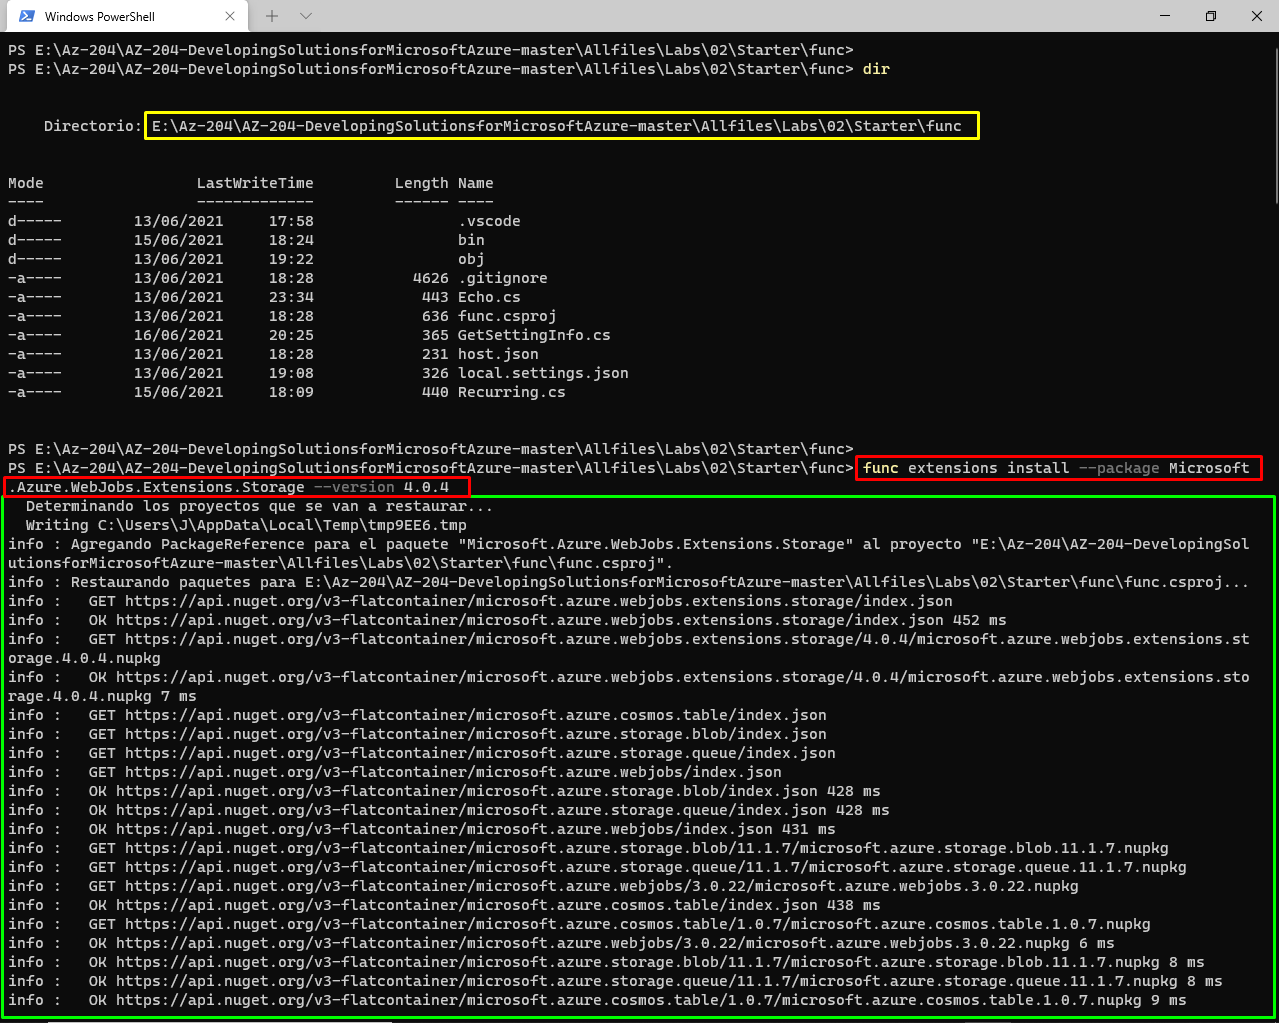 Windows PowerShell
PS E:\Az-204\AZ-204-DevelopingSolutionsforMicrosoftAzure-master\Allfiles\Labs\02\Starter\func>
PS E:\Az-204\AZ-204-DevelopingSolutionsforMicrosoftAzure-master\Allfiles\Labs\02\Starter\func> dir
Directorio: E:\Az-204\AZ-204-DevelopingSolutionsforMicrosoftAzure-master\Allfiles\Labs\02\Starter\func
Mode                 LastWriteTime         Length Name
----                 -------------         ------ ----
d-----        13/06/2021     17:58                .vscode
d-----        15/06/2021     18:24                bin
d-----        13/06/2021     19:22                obj
-a----        13/06/2021     18:28           4626 .gitignore
-a----        13/06/2021     23:34            443 Echo.cs
-a----        13/06/2021     18:28            636 func.csproj
-a----        16/06/2021     20:25            365 GetSettingInfo.cs
-a----        13/06/2021     18:28            231 host.json
-a----        13/06/2021     19:08            326 local.settings.json
-a----        15/06/2021     18:09            440 Recurring.cs
PS E:\Az-204\AZ-204-DevelopingSolutionsforMicrosoftAzure-master\Allfiles\Labs\02\Starter\func>
PS E:\Az-204\AZ-204-DevelopingSolutionsforMicrosoftAzure-master\Allfiles\Labs\02\Starter\func> func extensions install --package Microsoft
.Azure.WebJobs.Extensions.Storage --version 4.0.4
Determinando los proyectos que se van a restaurar...
Writing C:\Users\J\AppData\Local\Temp\tmp9EE6.tmp
info : Agregando PackageReference para el paquete "Microsoft.Azure.WebJobs.Extensions.Storage" al proyecto "E:\Az-204\AZ-204-DevelopingSol
utionsforMicrosoftAzure-master\Allfiles\Labs\02\Starter\func\func.csproj".
info : Restaurando paquetes para E:\Az-204\AZ-204-DevelopingSolutionsforMicrosoftAzure-master\Allfiles\Labs\02\Starter\func\func.csproj...
info :   GET https://api.nuget.org/v3-flatcontainer/microsoft.azure.webjobs.extensions.storage/index.json
info :   OK https://api.nuget.org/v3-flatcontainer/microsoft.azure.webjobs.extensions.storage/index.json 452 ms
info :   GET https://api.nuget.org/v3-flatcontainer/microsoft.azure.webjobs.extensions.storage/4.0.4/microsoft.azure.webjobs.extensions.st
orage.4.0.4.nupkg
info :   OK https://api.nuget.org/v3-flatcontainer/microsoft.azure.webjobs.extensions.storage/4.0.4/microsoft.azure.webjobs.extensions.sto
rage.4.0.4.nupkg 7 ms
info :   GET https://api.nuget.org/v3-flatcontainer/microsoft.azure.cosmos.table/index.json
info :   GET https://api.nuget.org/v3-flatcontainer/microsoft.azure.storage.blob/index.json
info :   GET https://api.nuget.org/v3-flatcontainer/microsoft.azure.storage.queue/index.json
info :   GET https://api.nuget.org/v3-flatcontainer/microsoft.azure.webjobs/index.json
info :   OK https://api.nuget.org/v3-flatcontainer/microsoft.azure.storage.blob/index.json 428 ms
info :   OK https://api.nuget.org/v3-flatcontainer/microsoft.azure.storage.queue/index.json 428 ms
info :   OK https://api.nuget.org/v3-flatcontainer/microsoft.azure.webjobs/index.json 431 ms
info :   GET https://api.nuget.org/v3-flatcontainer/microsoft.azure.storage.blob/11.1.7/microsoft.azure.storage.blob.11.1.7.nupkg
info :   GET https://api.nuget.org/v3-flatcontainer/microsoft.azure.storage.queue/11.1.7/microsoft.azure.storage.queue.11.1.7.nupkg
info :   GET https://api.nuget.org/v3-flatcontainer/microsoft.azure.webjobs/3.0.22/microsoft.azure.webjobs.3.0.22.nupkg
info :   OK https://api.nuget.org/v3-flatcontainer/microsoft.azure.cosmos.table/index.json 438 ms
info :   GET https://api.nuget.org/v3-flatcontainer/microsoft.azure.cosmos.table/1.0.7/microsoft.azure.cosmos.table.1.0.7.nupkg
info :   OK https://api.nuget.org/v3-flatcontainer/microsoft.azure.webjobs/3.0.22/microsoft.azure.webjobs.3.0.22.nupkg 6 ms
info :   OK https://api.nuget.org/v3-flatcontainer/microsoft.azure.storage.blob/11.1.7/microsoft.azure.storage.blob.11.1.7.nupkg 8 ms
info :   OK https://api.nuget.org/v3-flatcontainer/microsoft.azure.storage.queue/11.1.7/microsoft.azure.storage.queue.11.1.7.nupkg 8 ms
info :   OK https://api.nuget.org/v3-flatcontainer/microsoft.azure.cosmos.table/1.0.7/microsoft.azure.cosmos.table.1.0.7.nupkg 9 ms